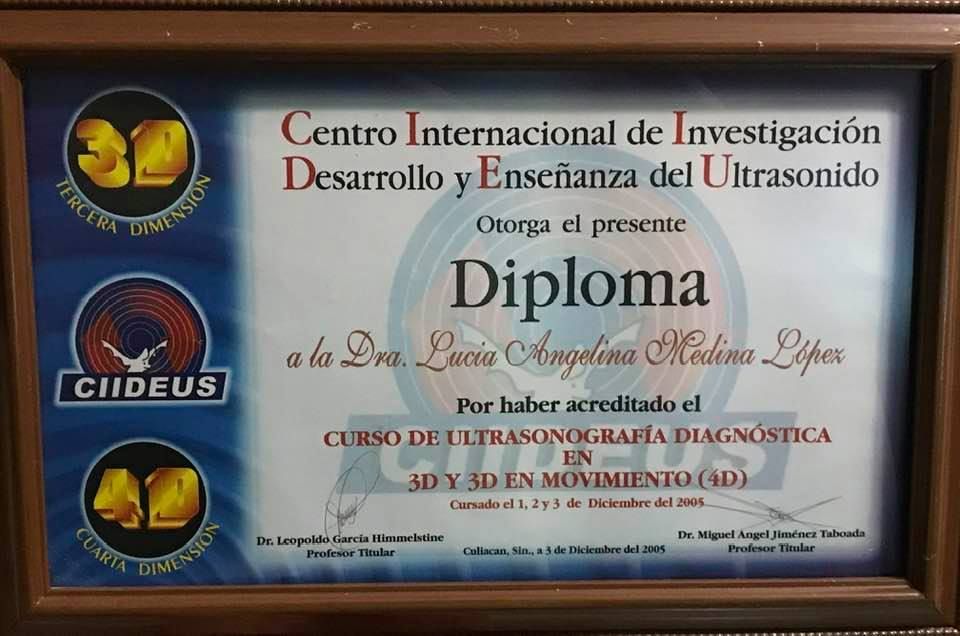 3D
TERCERA DIMENSIÓN
CIIDEUS
4D
CUARTA DIMENSIÓN
Centro Internacional de Investigación
Desarrollo y Enseñanza del Ultrasonido
Otorga el presente
Diploma
a la Dra. Lucia Angelina Medina López
Por haber acreditado el
CURSO DE ULTRASONOGRAFÍA DIAGNÓSTICA
EN
3D Y 3D EN MOVIMIENTO (4D)
Cursado el 1, 2 y 3 de Diciembre del 2005
Dr. Leopoldo García Himmelstine
Profesor Titular
Culiacan, Sin., a 3 de Diciembre del 2005
Dr. Miguel Angel Jiménez Taboada
Profesor Titular
CIIDEUS